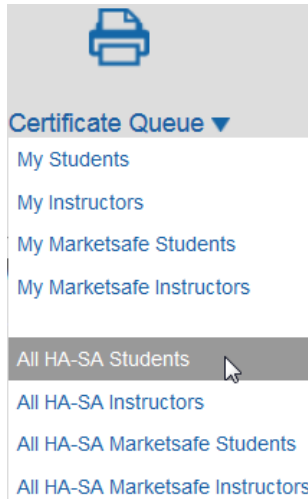 Certificate Queue ▼
My Students
My Instructors
My Marketsafe Students
My Marketsafe Instructors
All HA-SA Students
All HA-SA Instructors
All HA-SA Marketsafe Students
All HA-SA Marketsafe Instructors